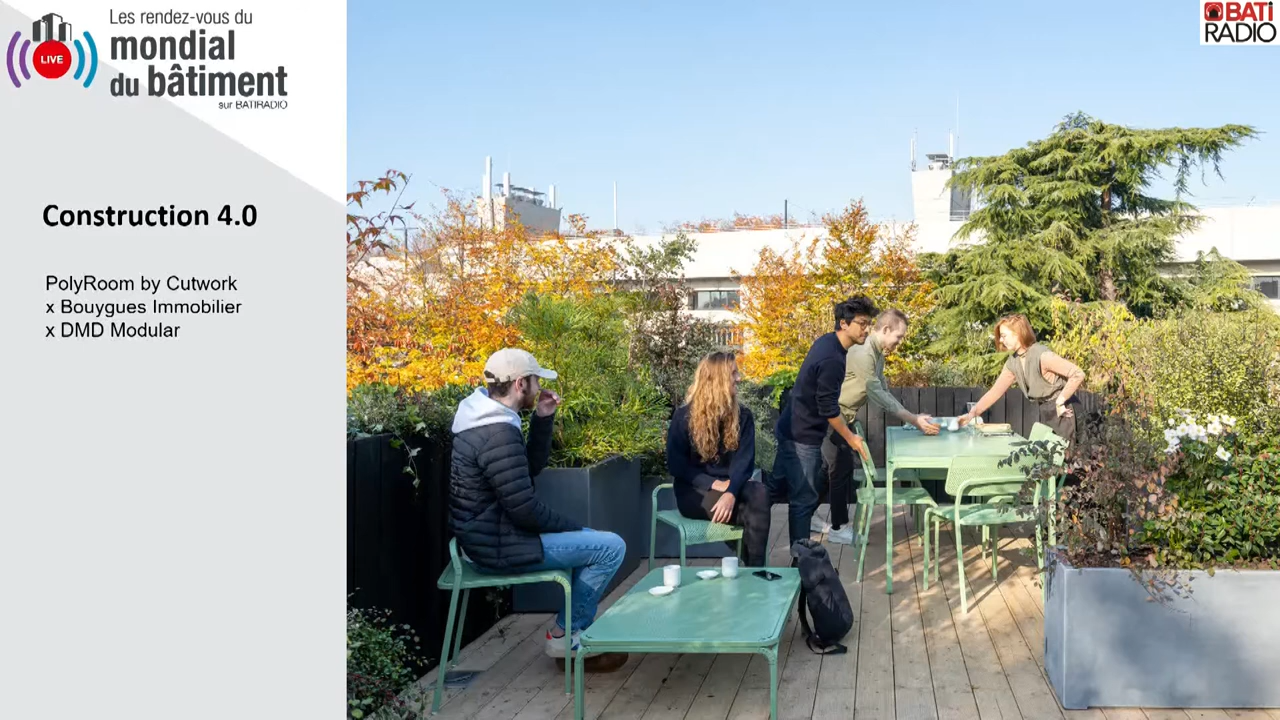 Les rendez-vous du
LIVE
mondial
du bâtiment
sur BATIRADIO
BATi
RADIO
Construction 4.0
PolyRoom by Cutwork
x Bouygues Immobilier
x DMD Modular